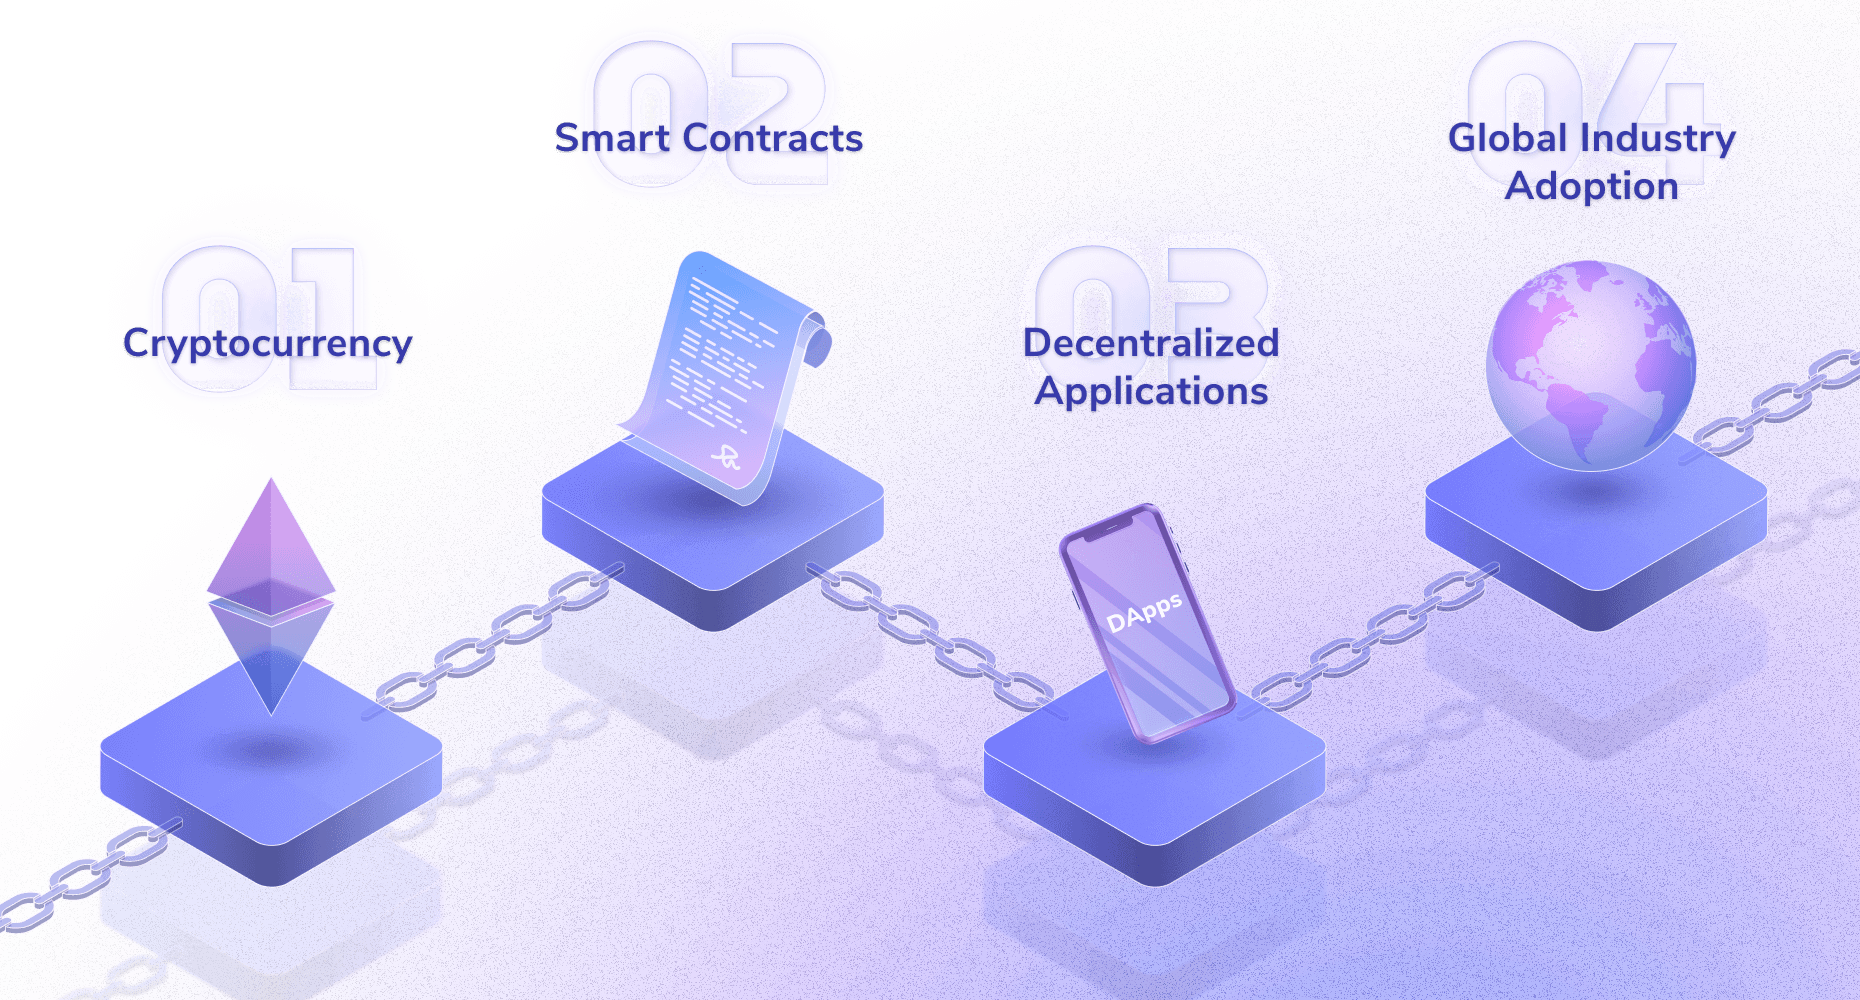 01
Cryptocurrency
02
Smart Contracts
03
Decentralized
Applications
DApps
04
Global Industry
Adoption